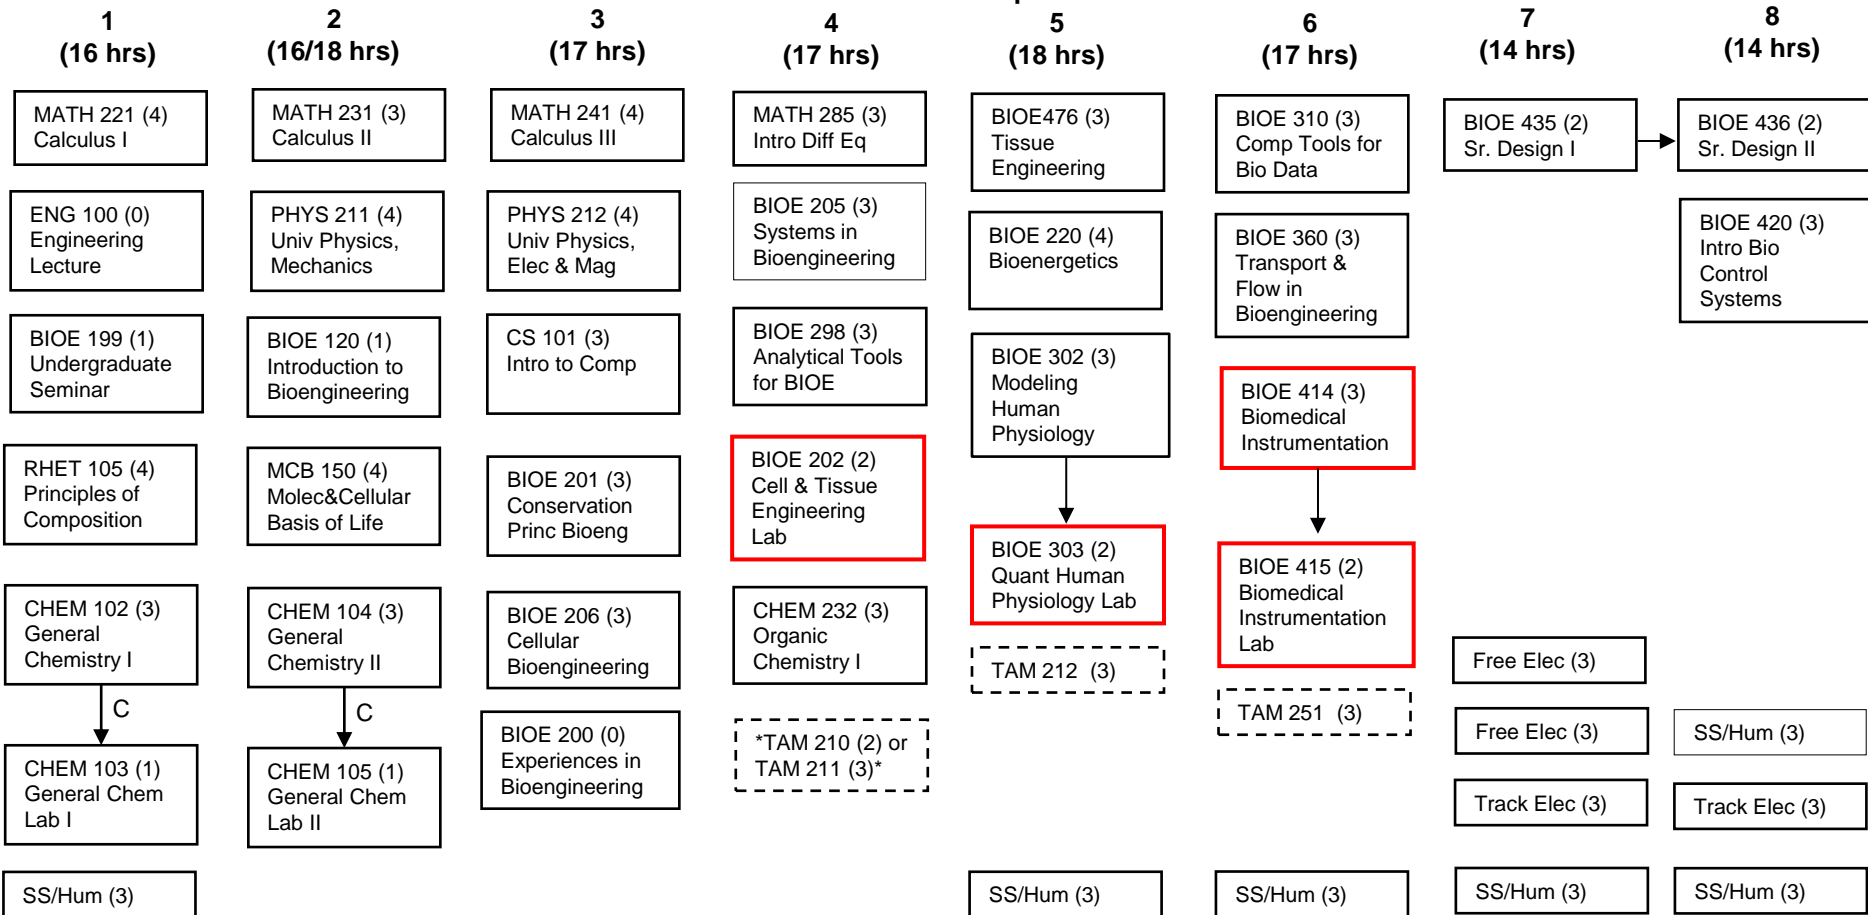 1
(16 hrs)
MATH 221 (4)
Calculus I
ENG 100 (0)
Engineering
Lecture
BIOE 199 (1)
Undergraduate
Seminar
RHET 105 (4)
Principles of
Composition
CHEM 102 (3)
General
Chemistry I
C
CHEM 103 (1)
General Chem
Lab I
SS/Hum (3)
2
(16/18 hrs)
MATH 231 (3)
Calculus II
PHYS 211 (4)
Univ Physics,
Mechanics
BIOE 120 (1)
Introduction to
Bioengineering
MCB 150 (4)
Molec&Cellular
Basis of Life
CHEM 104 (3)
General
Chemistry II
C
CHEM 105 (1)
General Chem
Lab II
3
(17 hrs)
MATH 241 (4)
Calculus III
PHYS 212 (4)
Univ Physics,
Elec & Mag
CS 101 (3)
Intro to Comp
BIOE 201 (3)
Conservation
Princ Bioeng
BIOE 206 (3)
Cellular
Bioengineering
BIOE 200 (0)
Experiences in
Bioengineering
4
(17 hrs)
MATH 285 (3)
Intro Diff Eq
BIOE 205 (3)
Systems in
Bioengineering
BIOE 298 (3)
Analytical Tools
for BIOE
BIOE 202 (2)
Cell & Tissue
Engineering
Lab
CHEM 232 (3)
Organic
Chemistry I
*TAM 210 (2) or
TAM 211 (3)*
5
(18 hrs)
BIOE476 (3)
Tissue
Engineering
BIOE 220 (4)
Bioenergetics
BIOE 302 (3)
Modeling
Human
Physiology
BIOE 303 (2)
Quant Human
Physiology Lab
TAM 212 (3)
SS/Hum (3)
6
(17 hrs)
BIOE 310 (3)
Comp Tools for
Bio Data
BIOE 360 (3)
Transport &
Flow in
Bioengineering
BIOE 414 (3)
Biomedical
Instrumentation
BIOE 415 (2)
Biomedical
Instrumentation
Lab
TAM 251 (3)
SS/Hum (3)
7
(14 hrs)
BIOE 435 (2)
Sr. Design I
Free Elec (3)
Free Elec (3)
Track Elec (3)
SS/Hum (3)
8
(14 hrs)
BIOE 436 (2)
Sr. Design II
BIOE 420 (3)
Intro Bio
Control
Systems
SS/Hum (3)
Track Elec (3)
SS/Hum (3)